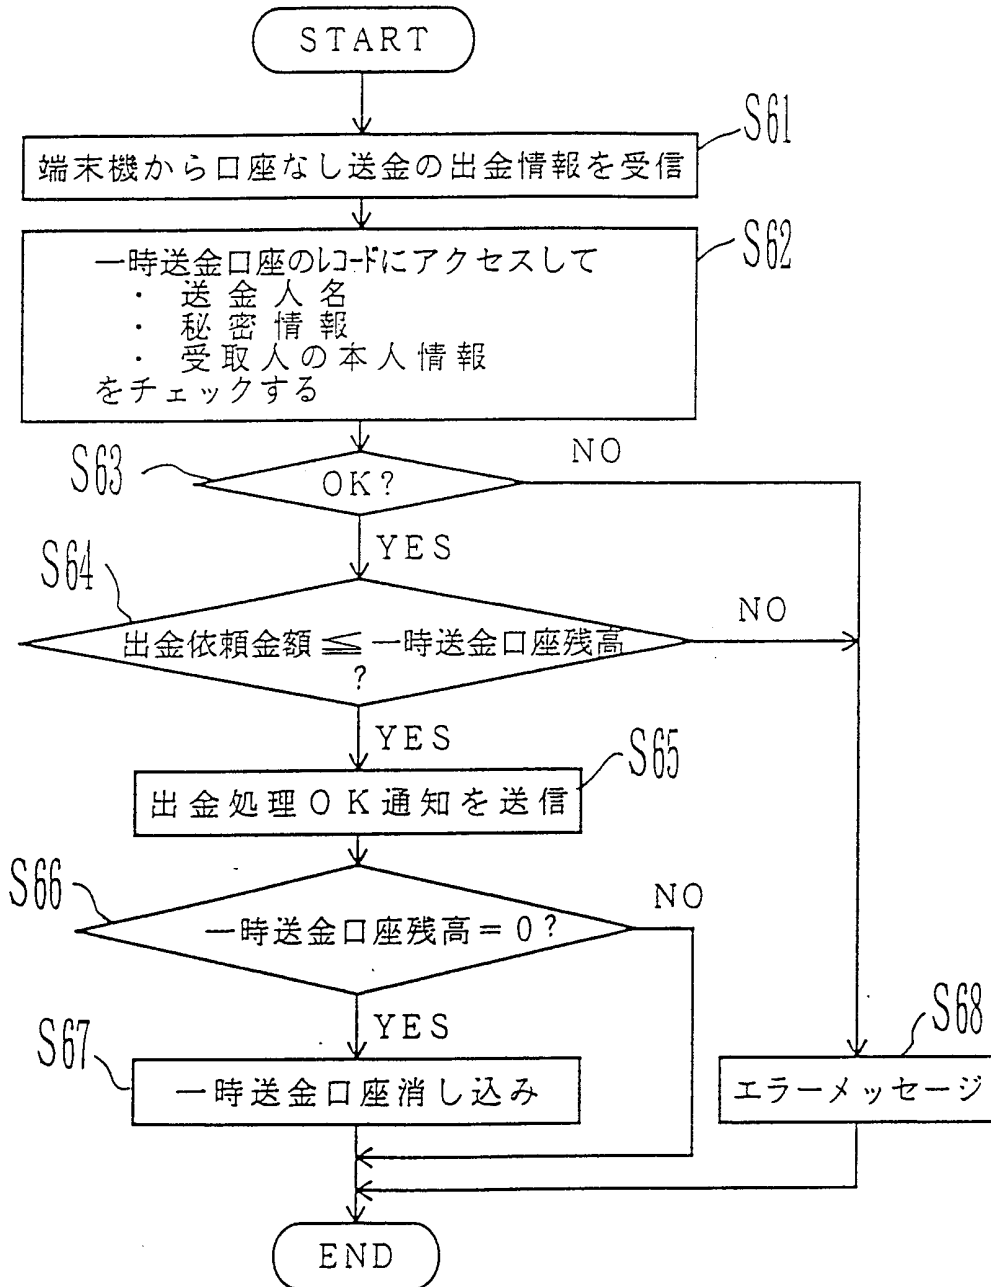 START
S61
端末機から口座なし送金の出金情報を受信
S62
一時送金口座のレコードにアクセスして
・ 送金人名
・ 秘密情報
・ 受取人の本人情報
をチェックする
S63
OK?
NO
YES
S64
出金依頼金額≦一時送金口座残高
?
NO
YES
S65
出金処理OK通知を送信
S66
一時送金口座残高=0?
NO
YES
S67
一時送金口座消し込み
S68
エラーメッセージ
END